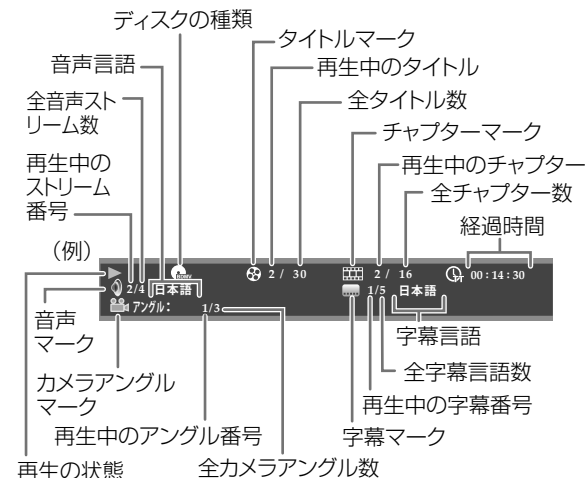 ディスクの種類
タイトルマーク
音声言語
再生中のタイトル
全音声スト
リーム数
全タイトル数
チャプターマーク
再生中の
ストリーム
番号
再生中のチャプター
全チャプター数
経過時間
(例)
BDMV 2 / 30 2 / 16 00:14:30
2/4 日本語 1/5 日本語
アングル: 1/3
音声
マーク
字幕言語
カメラアングル
マーク
全字幕言語数
再生中の字幕番号
再生中のアングル番号
字幕マーク
再生の状態
全カメラアングル数